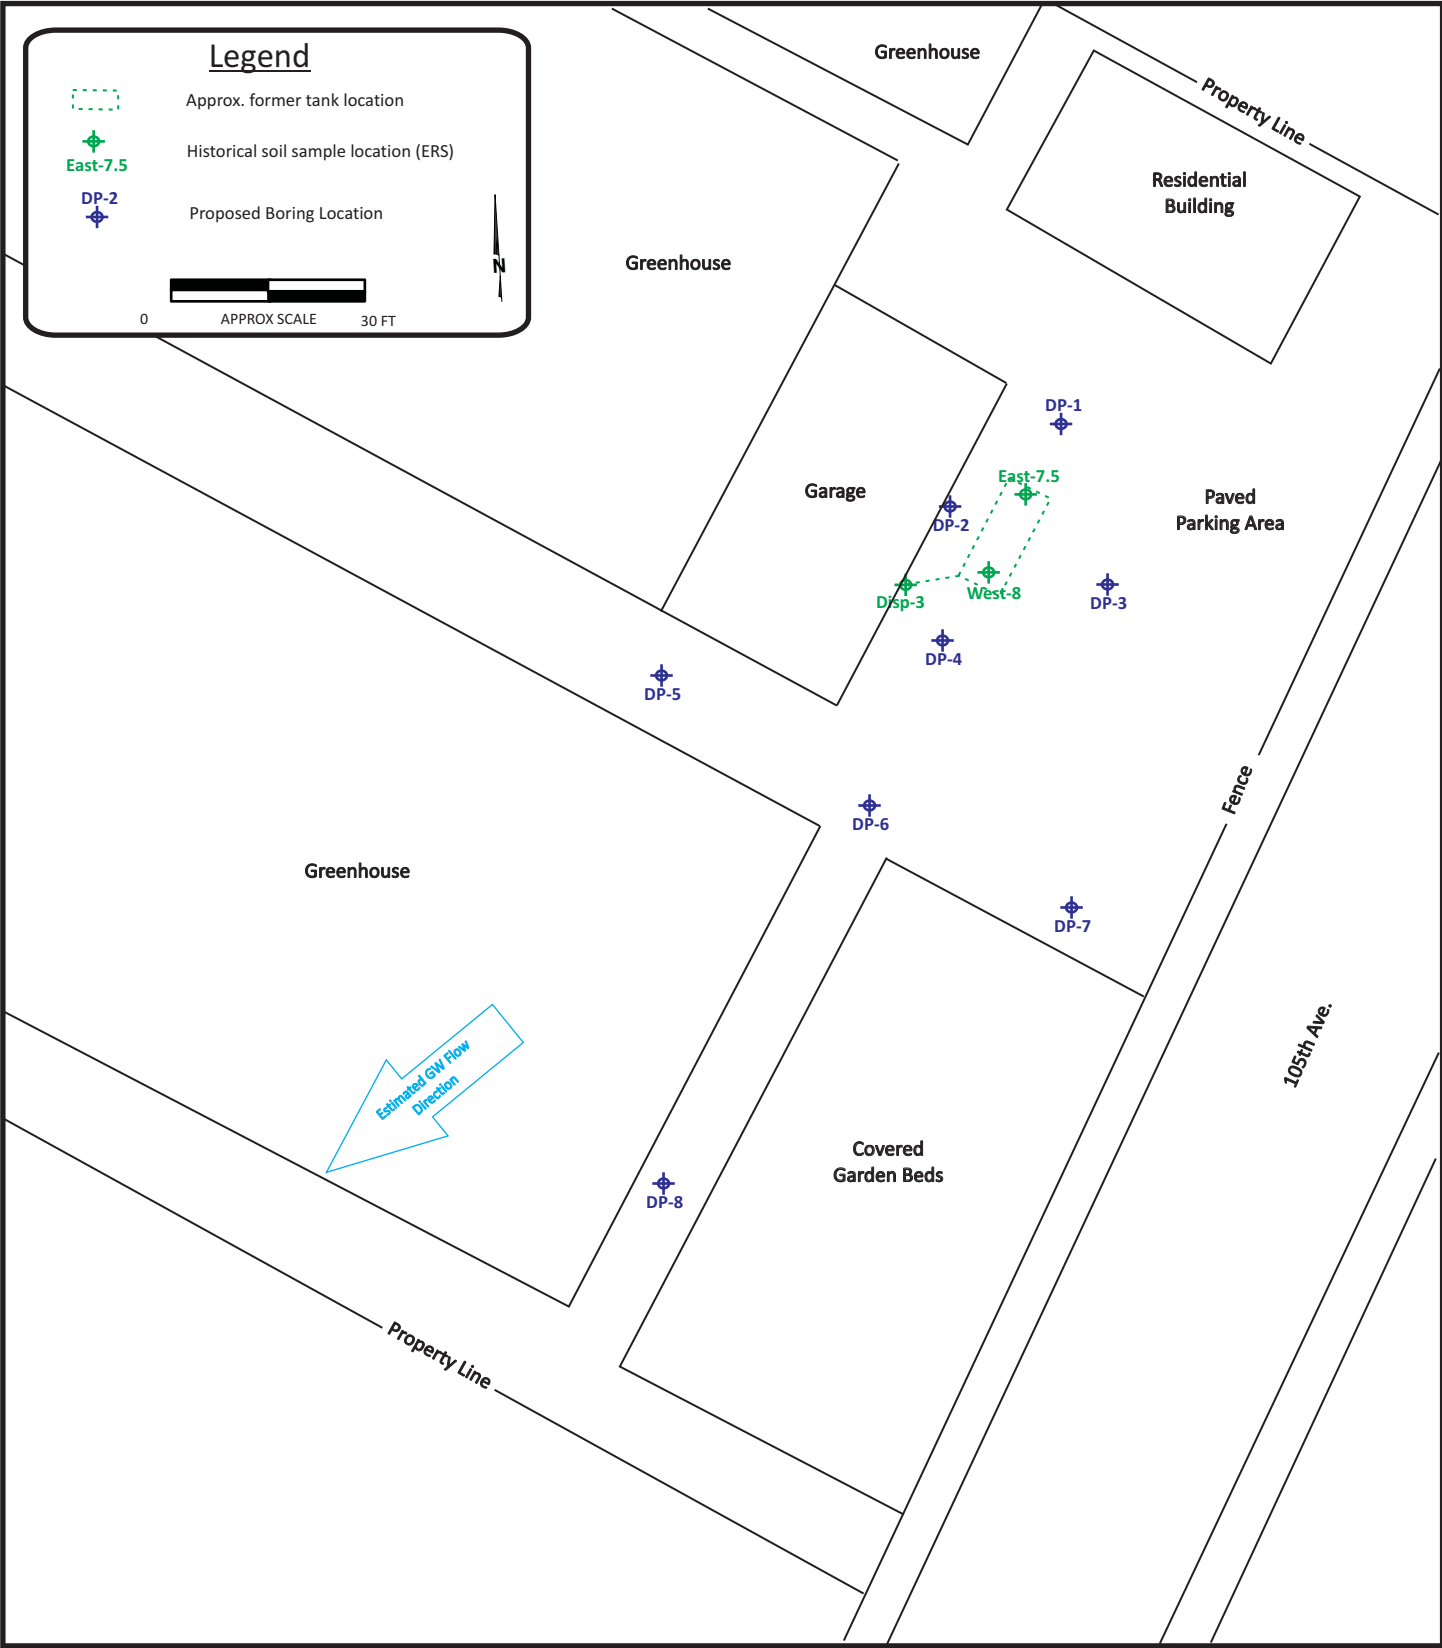 Legend
Approx. former tank location
East-7.5
Historical soil sample location (ERS)
DP-2
Proposed Boring Location
N
0
APPROX SCALE
30 FT
Greenhouse
Property Line
Residential
Building
Greenhouse
DP-1
East-7.5
Garage
Paved
Parking Area
DP-2
Disp-3
West-8
DP-3
DP-4
DP-5
Fence
DP-6
Greenhouse
DP-7
105th Ave.
Estimated GW Flow
Direction
Covered
Garden Beds
DP-8
Property Line